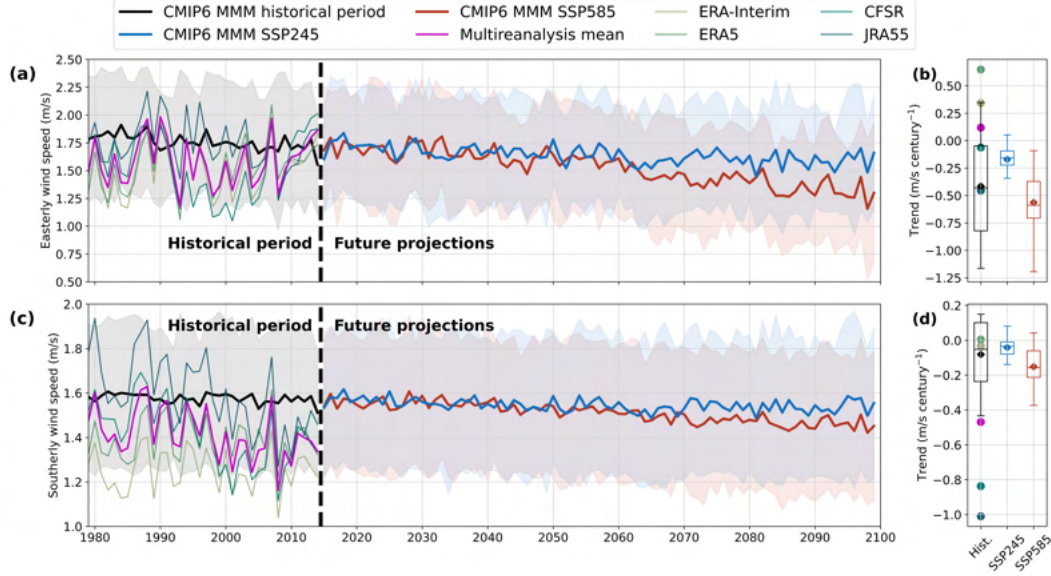 CMIP6 MMM historical period CMIP6 MMM SSP585 ERA-Interim CFSR
CMIP6 MMM SSP245 Multireanalysis mean ERA5 JRA55
(a)
Easterly wind speed (m/s)
2.50
2.25
2.00
1.75
1.50
1.25
1.00
0.75
0.50
Historical period Future projections
(b)
Trend (m/s century⁻¹)
0.50
0.25
0.00
−0.25
−0.50
−0.75
−1.00
−1.25
(c)
Southerly wind speed (m/s)
2.0
1.8
1.6
1.4
1.2
1.0
Historical period Future projections
1980 1990 2000 2010 2020 2030 2040 2050 2060 2070 2080 2090 2100
(d)
Trend (m/s century⁻¹)
0.2
0.0
−0.2
−0.4
−0.6
−0.8
−1.0
Hist. SSP245 SSP585